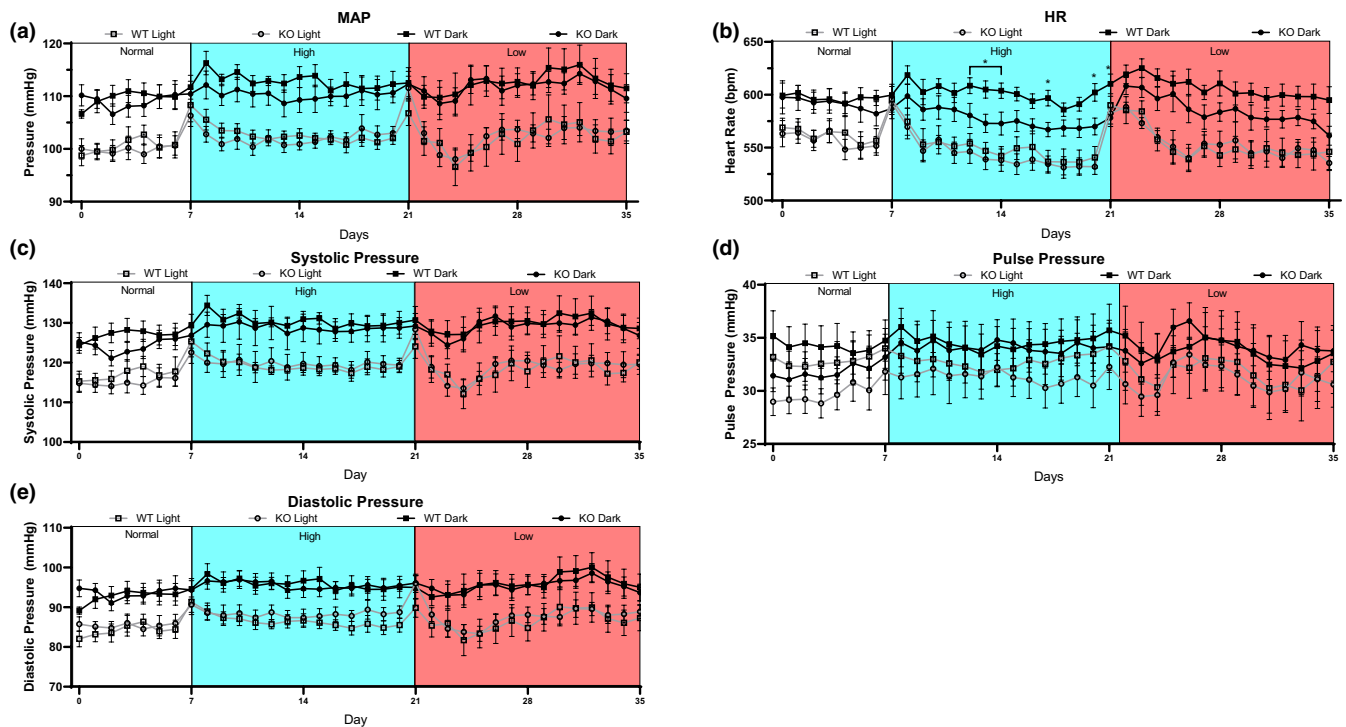 (a)
MAP
WT Light KO Light WT Dark KO Dark
Normal High Low
120
110
100
90
0 7 14 21 28 35
Pressure (mmHg)
Days
(b)
HR
WT Light KO Light WT Dark KO Dark
Normal High Low
650
600
550
500
* * * *
0 7 14 21 28 35
Heart Rate (bpm)
Days
(c)
Systolic Pressure
WT Light KO Light WT Dark KO Dark
Normal High Low
140
130
120
110
100
0 7 14 21 28 35
Systolic Pressure (mmHg)
Day
(d)
Pulse Pressure
WT Light KO Light WT Dark KO Dark
Normal High Low
40
35
30
25
0 7 14 21 28 35
Pulse Pressure (mmHg)
Days
(e)
Diastolic Pressure
WT Light KO Light WT Dark KO Dark
Normal High Low
110
100
90
80
70
0 7 14 21 28 35
Diastolic Pressure (mmHg)
Day